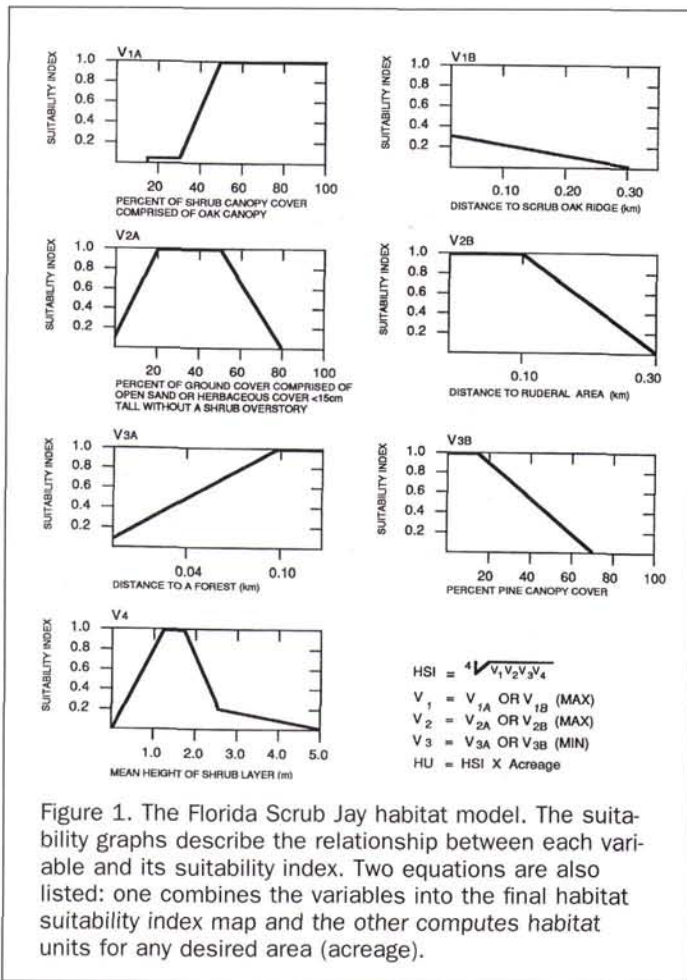 V1A
SUITABILITY INDEX
1.0
0.8
0.6
0.4
0.2
20 40 60 80 100
PERCENT OF SHRUB CANOPY COVER
COMPRISED OF OAK CANOPY
V1B
SUITABILITY INDEX
1.0
0.8
0.6
0.4
0.2
0.10 0.20 0.30
DISTANCE TO SCRUB OAK RIDGE (km)
V2A
SUITABILITY INDEX
1.0
0.8
0.6
0.4
0.2
20 40 60 80 100
PERCENT OF GROUND COVER COMPRISED OF
OPEN SAND OR HERBACEOUS COVER <15cm
TALL WITHOUT A SHRUB OVERSTORY
V2B
SUITABILITY INDEX
1.0
0.8
0.6
0.4
0.2
0.10 0.30
DISTANCE TO RUDERAL AREA (km)
V3A
SUITABILITY INDEX
1.0
0.8
0.6
0.4
0.2
0.04 0.10
DISTANCE TO A FOREST (km)
V3B
SUITABILITY INDEX
1.0
0.8
0.6
0.4
0.2
20 40 60 80 100
PERCENT PINE CANOPY COVER
V4
SUITABILITY INDEX
1.0
0.8
0.6
0.4
0.2
1.0 2.0 3.0 4.0 5.0
MEAN HEIGHT OF SHRUB LAYER (m)
HSI = 4√V1V2V3V4
V1 = V1A OR V1B (MAX)
V2 = V2A OR V2B (MAX)
V3 = V3A OR V3B (MIN)
HU = HSI X Acreage
Figure 1. The Florida Scrub Jay habitat model. The suita-
bility graphs describe the relationship between each vari-
able and its suitability index. Two equations are also
listed: one combines the variables into the final habitat
suitability index map and the other computes habitat
units for any desired area (acreage).